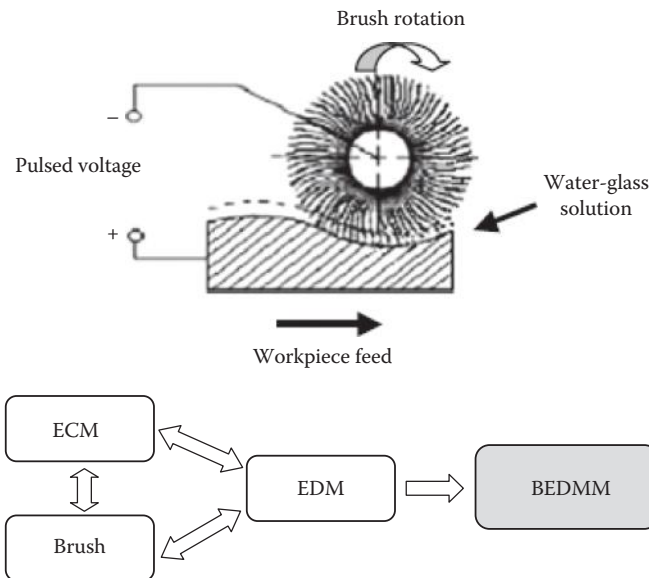 Brush rotation
−
Pulsed voltage
+
Water-glass
solution
Workpiece feed
ECM
EDM
BEDMM
Brush